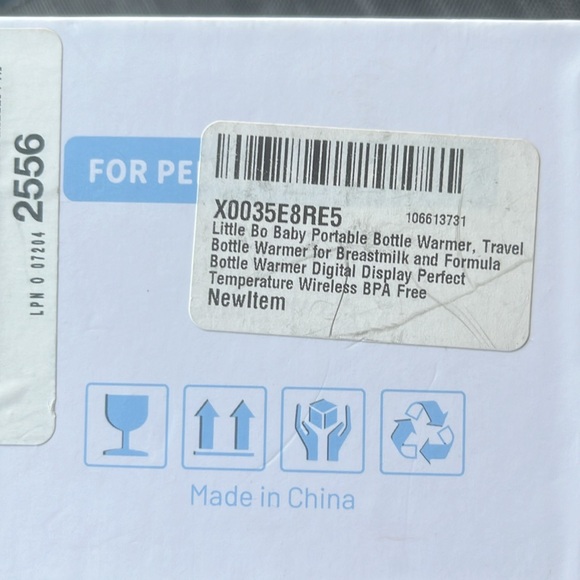 LPN 0 07204 2556
FOR PE
X0035E8RE5 106613731
Little Bo Baby Portable Bottle Warmer, Travel
Bottle Warmer for Breastmilk and Formula
Bottle Warmer Digital Display Perfect
Temperature Wireless BPA Free
NewItem
Made in China